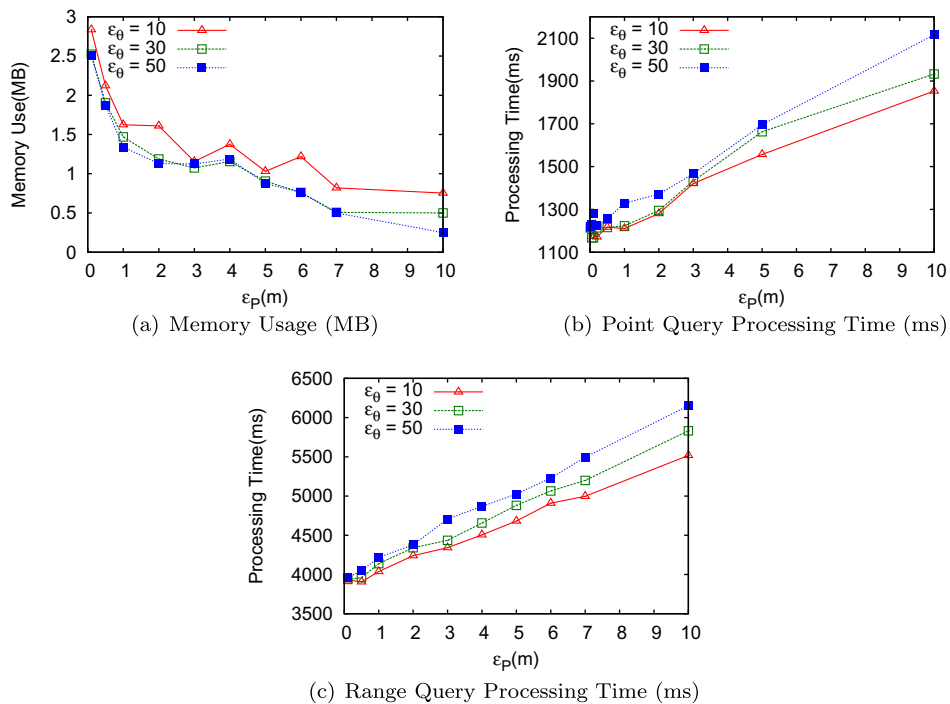 Memory Use(MB)
3
2.5
2
1.5
1
0.5
0
εθ = 10
εθ = 30
εθ = 50
0 1 2 3 4 5 6 7 8 9 10
εP(m)
(a) Memory Usage (MB)
Processing Time(ms)
2100
1900
1700
1500
1300
1100
εθ = 10
εθ = 30
εθ = 50
0 1 2 3 4 5 6 7 8 9 10
εP(m)
(b) Point Query Processing Time (ms)
Processing Time(ms)
6500
6000
5500
5000
4500
4000
3500
εθ = 10
εθ = 30
εθ = 50
0 1 2 3 4 5 6 7 8 9 10
εP(m)
(c) Range Query Processing Time (ms)